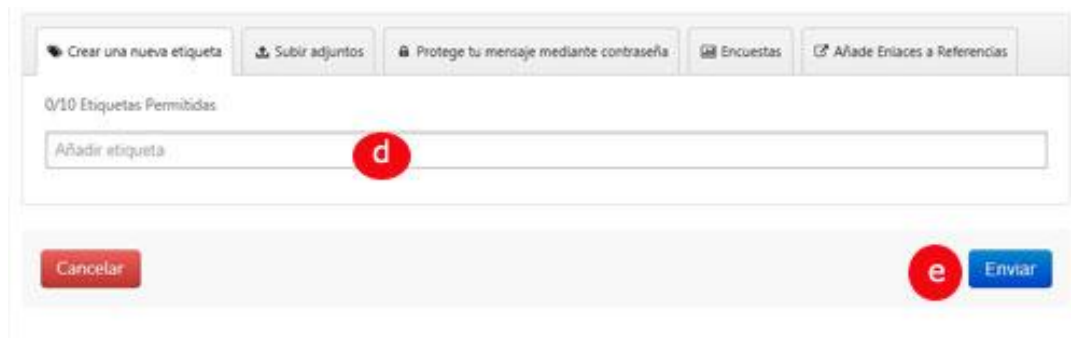 Crear una nueva etiqueta Subir adjuntos Protege tu mensaje mediante contraseña Encuestas Añade Enlaces a Referencias
0/10 Etiquetas Permitidas
Añadir etiqueta d
Cancelar e Enviar